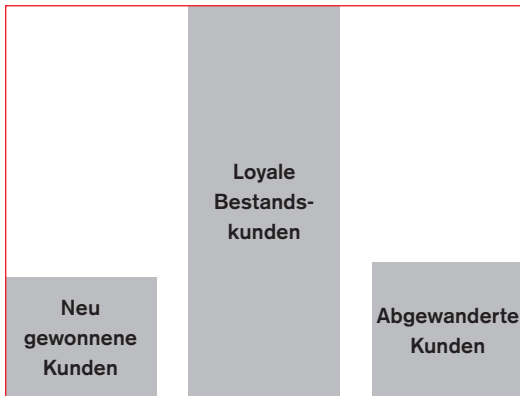 Neu
gewonnene
Kunden
Loyale
Bestands-
kunden
Abgewanderte
Kunden